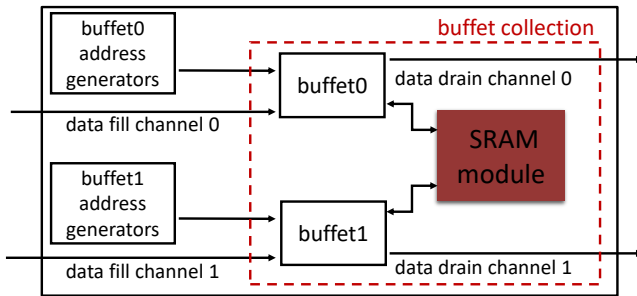 buffet0
address
generators
buffet collection
buffet0
data drain channel 0
data fill channel 0
SRAM
module
buffet1
address
generators
buffet1
data fill channel 1
data drain channel 1